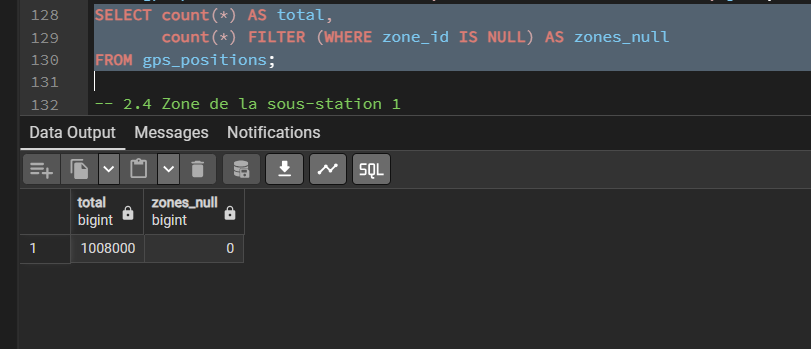 128 SELECT count(*) AS total,
129 count(*) FILTER (WHERE zone_id IS NULL) AS zones_null
130 FROM gps_positions;
131
132 -- 2.4 Zone de la sous-station 1
Data Output Messages Notifications
SQL
total zones_null
bigint bigint
1 1008000 0